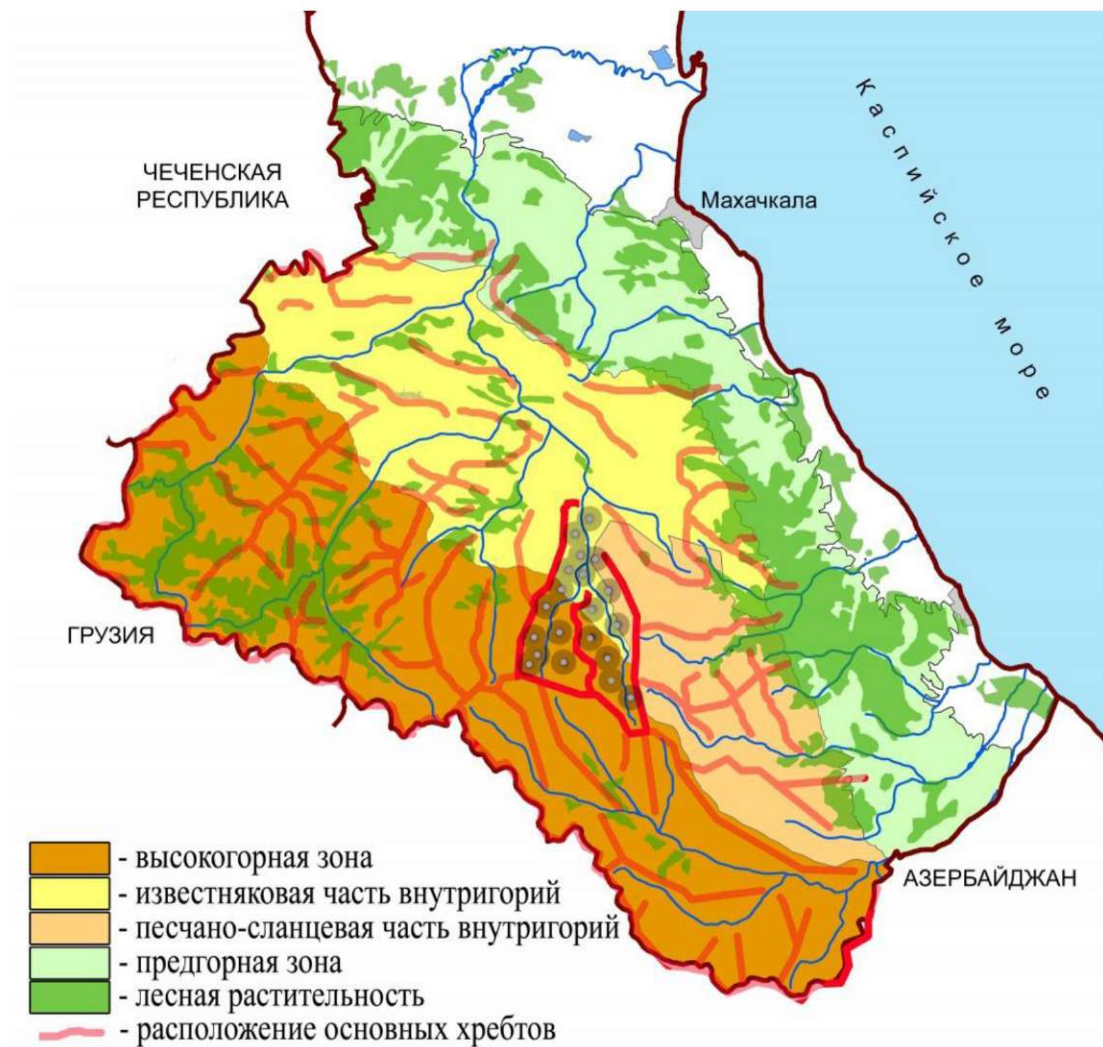 ЧЕЧЕНСКАЯ
РЕСПУБЛИКА
Махачкала
Каспийское море
ГРУЗИЯ
АЗЕРБАЙДЖАН
- высокогорная зона
- известняковая часть внутригорий
- песчано-сланцевая часть внутригорий
- предгорная зона
- лесная растительность
- расположение основных хребтов